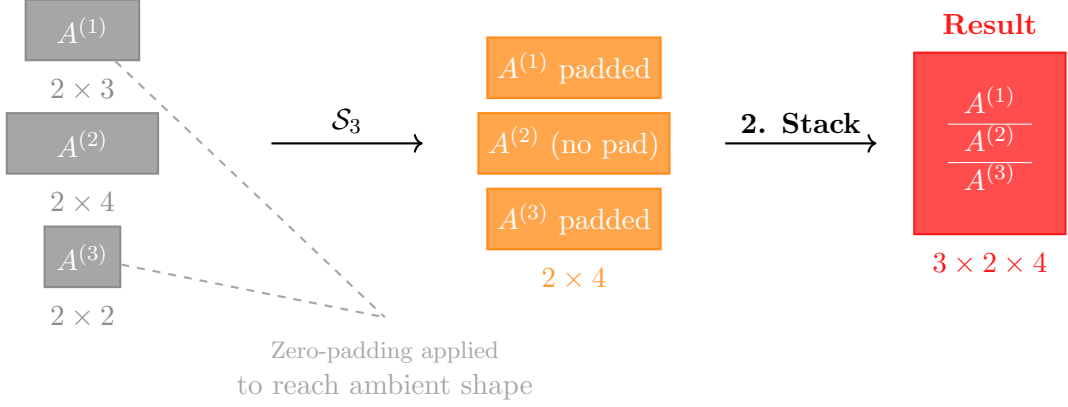 A^{(1)}
2 × 3
A^{(2)}
2 × 4
A^{(3)}
2 × 2
Zero-padding applied
to reach ambient shape
𝒮₃
A^{(1)} padded
A^{(2)} (no pad)
A^{(3)} padded
2 × 4
2. Stack
Result
A^{(1)}
A^{(2)}
A^{(3)}
3 × 2 × 4